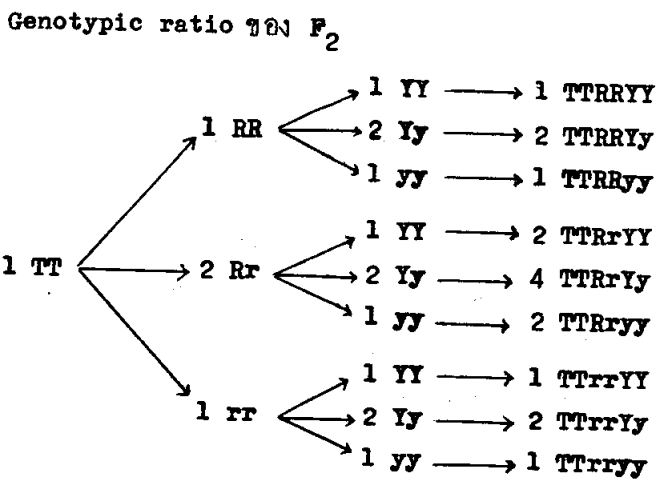 Genotypic ratio ของ F2
1 YY 1 TTRRYY
1 RR 2 Yy 2 TTRRYy
1 yy 1 TTRRyy
1 YY 2 TTRrYY
1 TT 2 Rr 2 Yy 4 TTRrYy
1 yy 2 TTRryy
1 YY 1 TTrrYY
1 rr 2 Yy 2 TTrrYy
1 yy 1 TTrryy